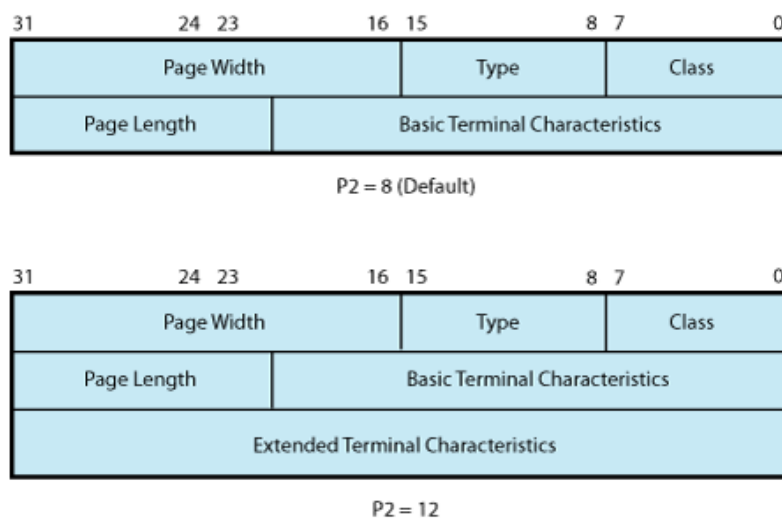 31 24 23 16 15 8 7 0
Page Width Type Class
Page Length Basic Terminal Characteristics
P2 = 8 (Default)
31 24 23 16 15 8 7 0
Page Width Type Class
Page Length Basic Terminal Characteristics
Extended Terminal Characteristics
P2 = 12